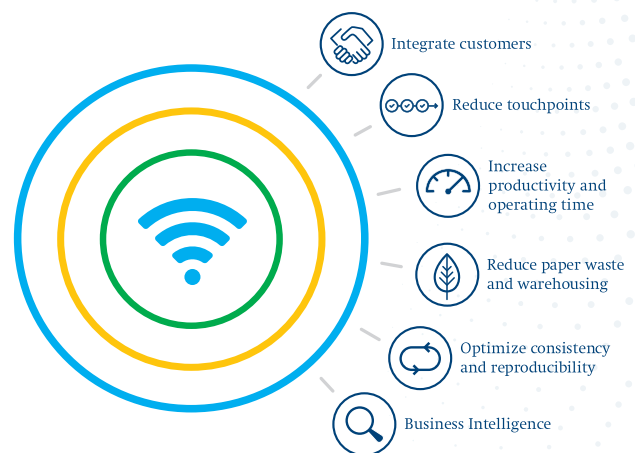 Integrate customers
Reduce touchpoints
Increase
productivity and
operating time
Reduce paper waste
and warehousing
Optimize consistency
and reproducibility
Business Intelligence